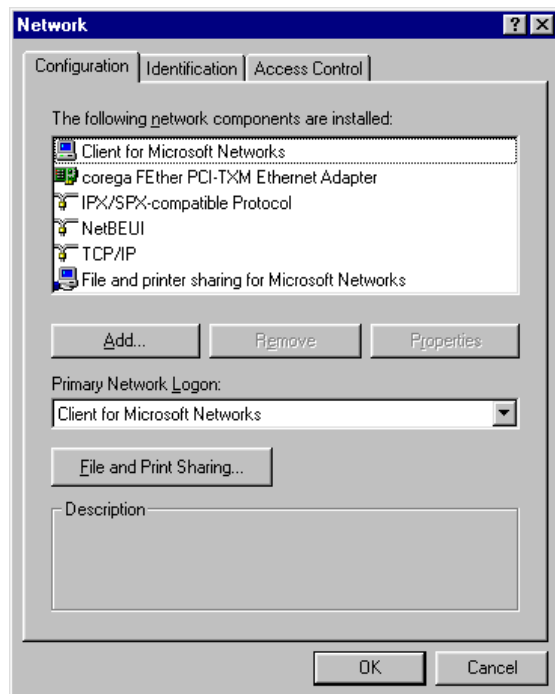 Network
Configuration Identification Access Control
The following network components are installed:
Client for Microsoft Networks
corega FEther PCI-TXM Ethernet Adapter
IPX/SPX-compatible Protocol
NetBEUI
TCP/IP
File and printer sharing for Microsoft Networks
Add... Remove Properties
Primary Network Logon:
Client for Microsoft Networks
File and Print Sharing...
Description
OK Cancel